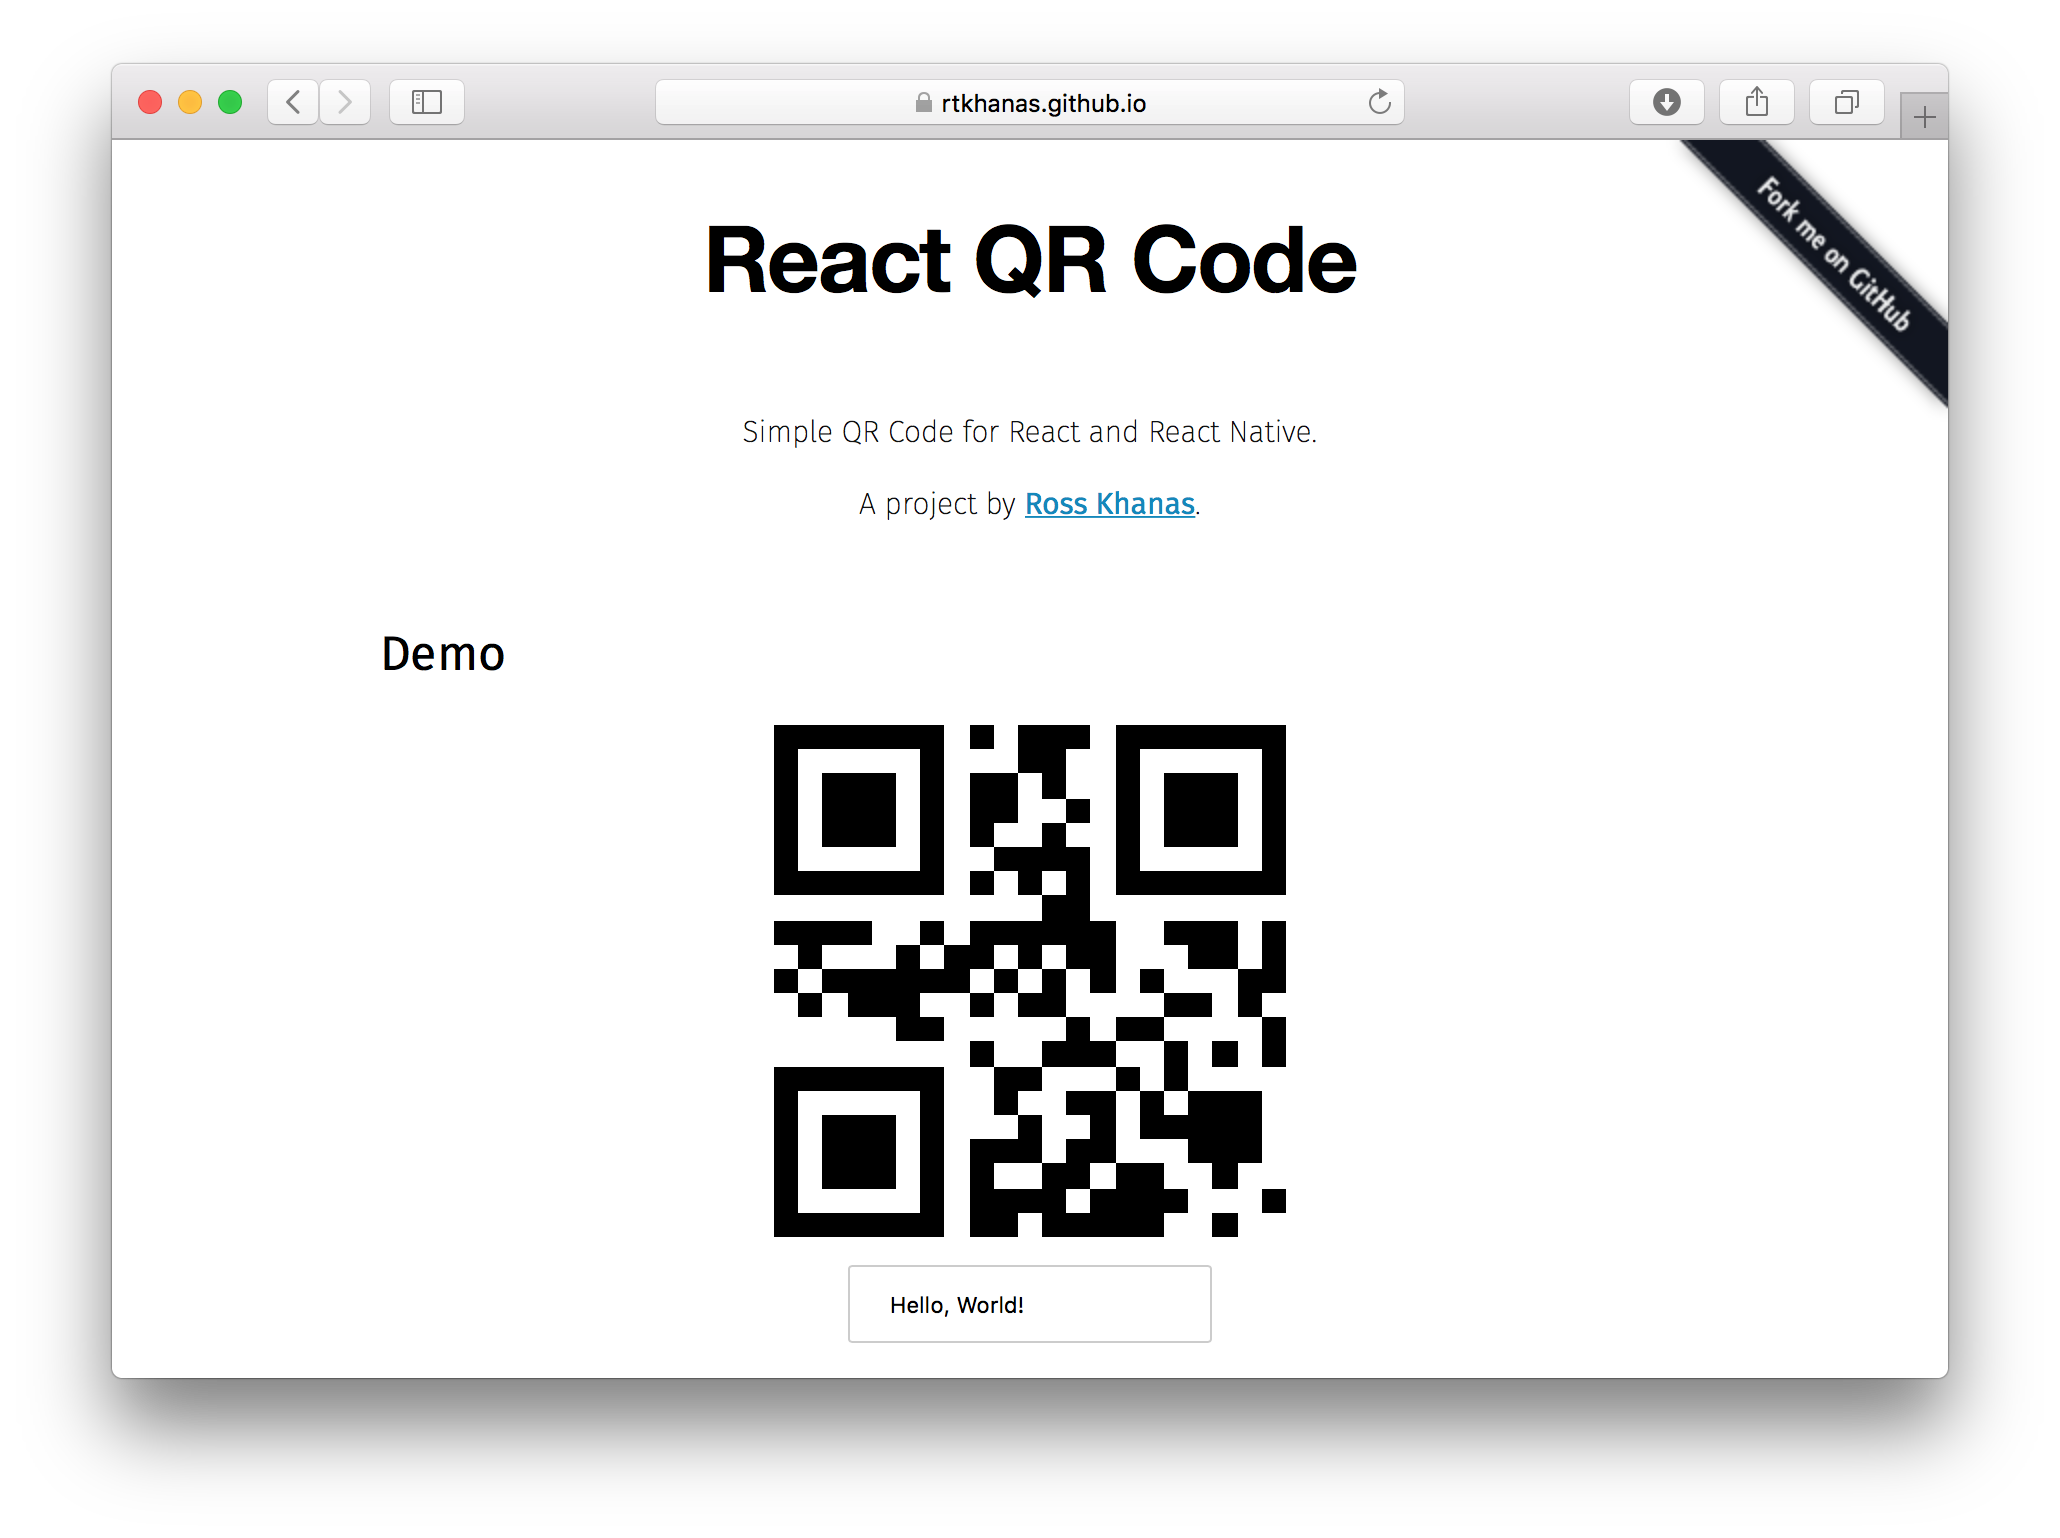 rtkhanas.github.io
Fork me on GitHub
React QR Code
Simple QR Code for React and React Native.
A project by Ross Khanas.
Demo
Hello, World!